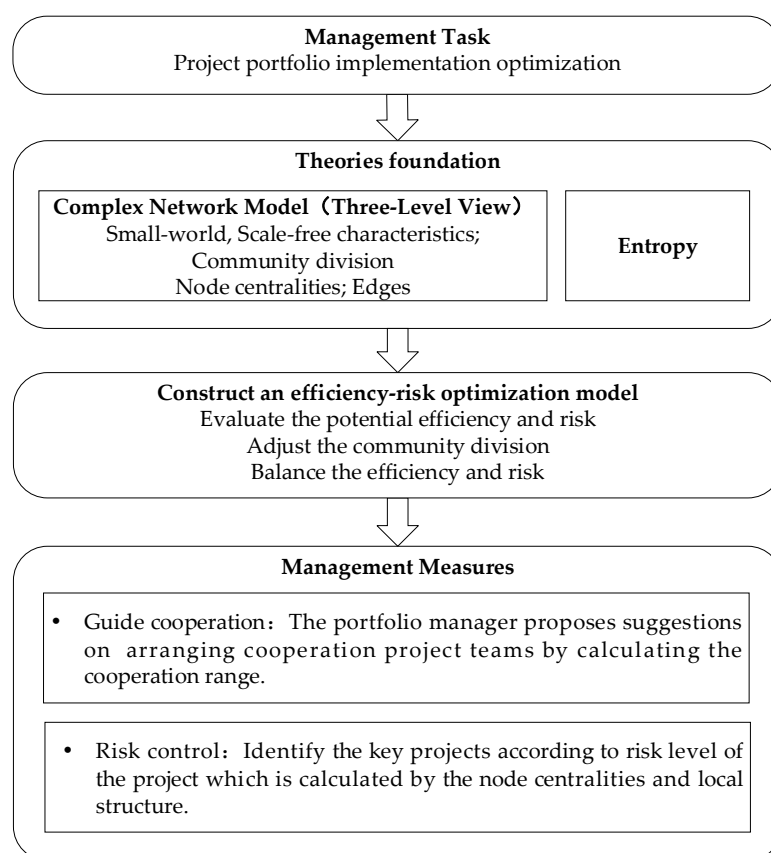 Management Task
Project portfolio implementation optimization
Theories foundation
Complex Network Model（Three-Level View）
Small-world, Scale-free characteristics;
Community division
Node centralities; Edges
Entropy
Construct an efficiency-risk optimization model
Evaluate the potential efficiency and risk
Adjust the community division
Balance the efficiency and risk
Management Measures
• Guide cooperation：The portfolio manager proposes suggestions
on arranging cooperation project teams by calculating the
cooperation range.
• Risk control：Identify the key projects according to risk level of
the project which is calculated by the node centralities and local
structure.